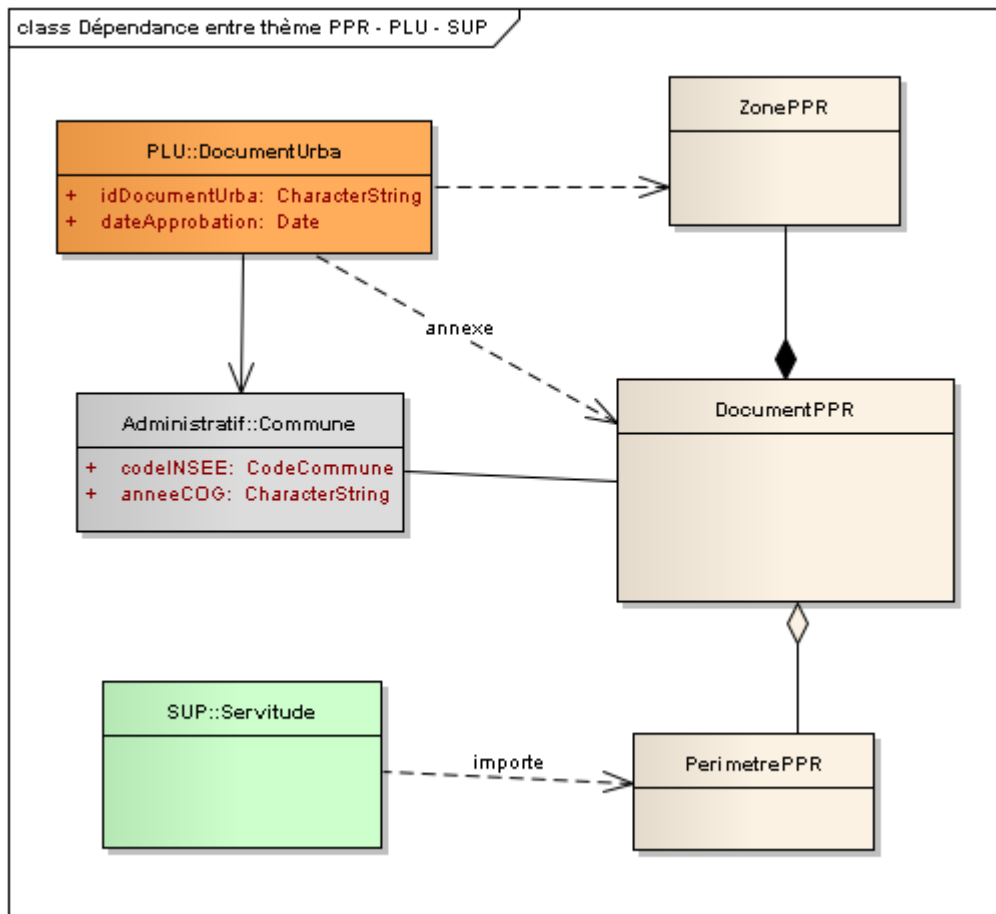 class Dépendance entre thème PPR - PLU - SUP
ZonePPR
PLU::DocumentUrba
+ idDocumentUrba: CharacterString
+ dateApprobation: Date
annexe
DocumentPPR
Administratif::Commune
+ codeINSEE: CodeCommune
+ anneeCOG: CharacterString
SUP::Servitude
importe
PerimetrePPR